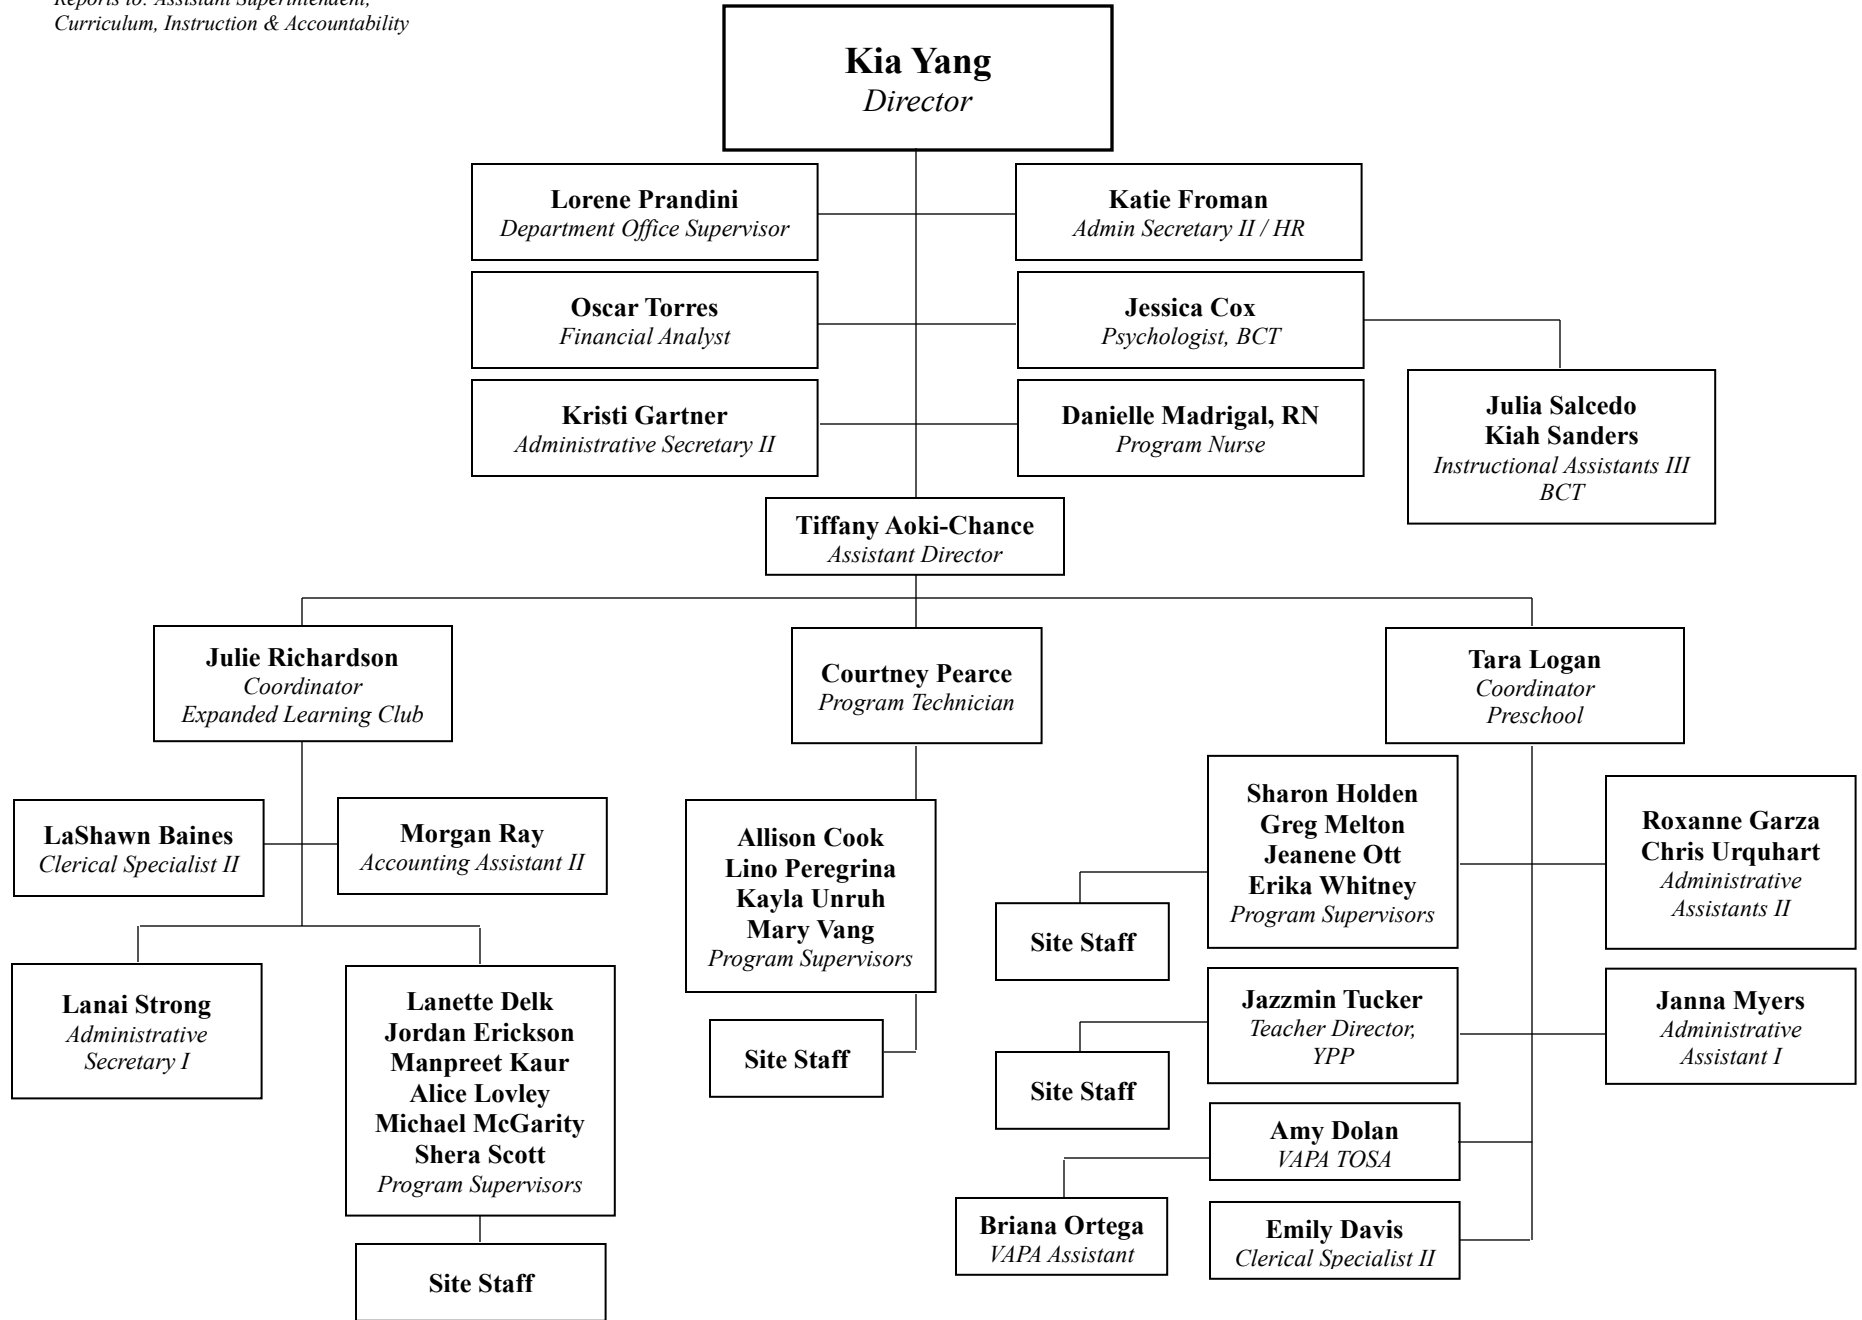 Reports to: Assistant Superintendent,
Curriculum, Instruction & Accountability
Kia Yang
Director
Lorene Prandini
Department Office Supervisor
Katie Froman
Admin Secretary II / HR
Oscar Torres
Financial Analyst
Jessica Cox
Psychologist, BCT
Kristi Gartner
Administrative Secretary II
Danielle Madrigal, RN
Program Nurse
Julia Salcedo
Kiah Sanders
Instructional Assistants III
BCT
Tiffany Aoki-Chance
Assistant Director
Julie Richardson
Coordinator
Expanded Learning Club
Courtney Pearce
Program Technician
Tara Logan
Coordinator
Preschool
LaShawn Baines
Clerical Specialist II
Morgan Ray
Accounting Assistant II
Lanai Strong
Administrative
Secretary I
Lanette Delk
Jordan Erickson
Manpreet Kaur
Alice Lovley
Michael McGarity
Shera Scott
Program Supervisors
Site Staff
Allison Cook
Lino Peregrina
Kayla Unruh
Mary Vang
Program Supervisors
Site Staff
Sharon Holden
Greg Melton
Jeanene Ott
Erika Whitney
Program Supervisors
Site Staff
Roxanne Garza
Chris Urquhart
Administrative
Assistants II
Jazzmin Tucker
Teacher Director,
YPP
Site Staff
Janna Myers
Administrative
Assistant I
Amy Dolan
VAPA TOSA
Briana Ortega
VAPA Assistant
Emily Davis
Clerical Specialist II